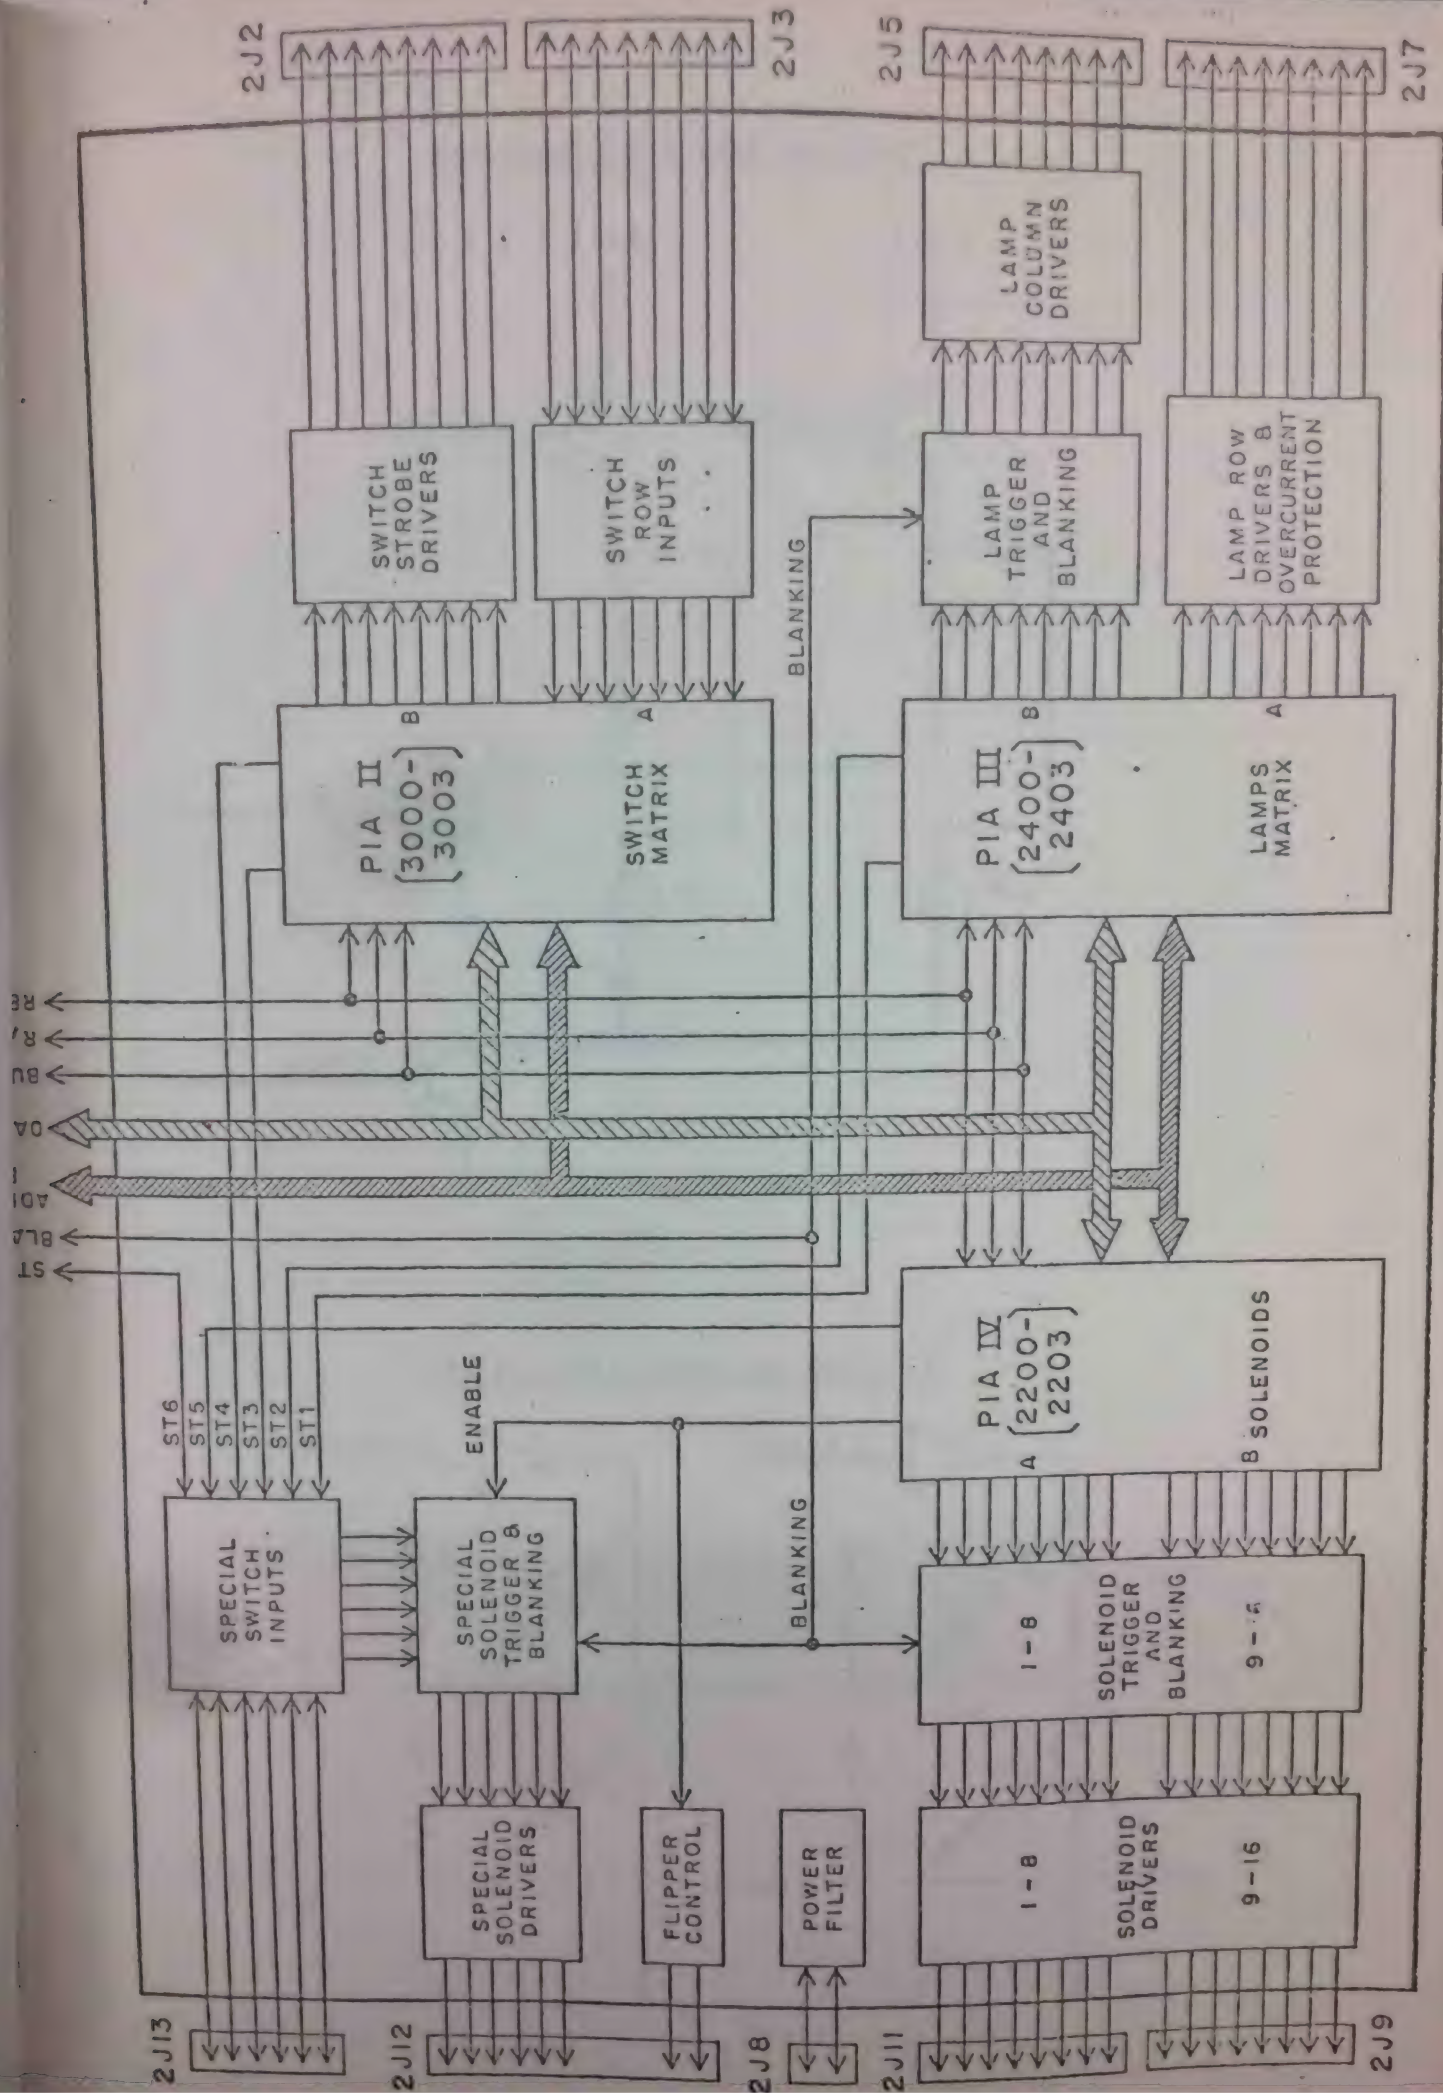 2J2
2J3
2J5
2J7
SWITCH
STROBE
DRIVERS
SWITCH
ROW
INPUTS
BLANKING
LAMP
TRIGGER
AND
BLANKING
LAMP
COLUMN
DRIVERS
LAMP ROW
DRIVERS &
OVERCURRENT
PROTECTION
PIA II
(3000-
3003)
B
A
SWITCH
MATRIX
PIA III
(2400-
2403)
B
A
LAMPS
MATRIX
RE
R/
BU
DA
BLA
ST
ST6
ST5
ST4
ST3
ST2
ST1
ENABLE
PIA IV
(2200-
2203)
A
B
SOLENOIDS
SPECIAL
SWITCH
INPUTS
SPECIAL
SOLENOID
TRIGGER &
BLANKING
BLANKING
1-8
SOLENOID
TRIGGER
AND
BLANKING
SPECIAL
SOLENOID
DRIVERS
FLIPPER
CONTROL
POWER
FILTER
1-8
SOLENOID
DRIVERS
9-16
2J13
2J12
2J8
2J11
2J9